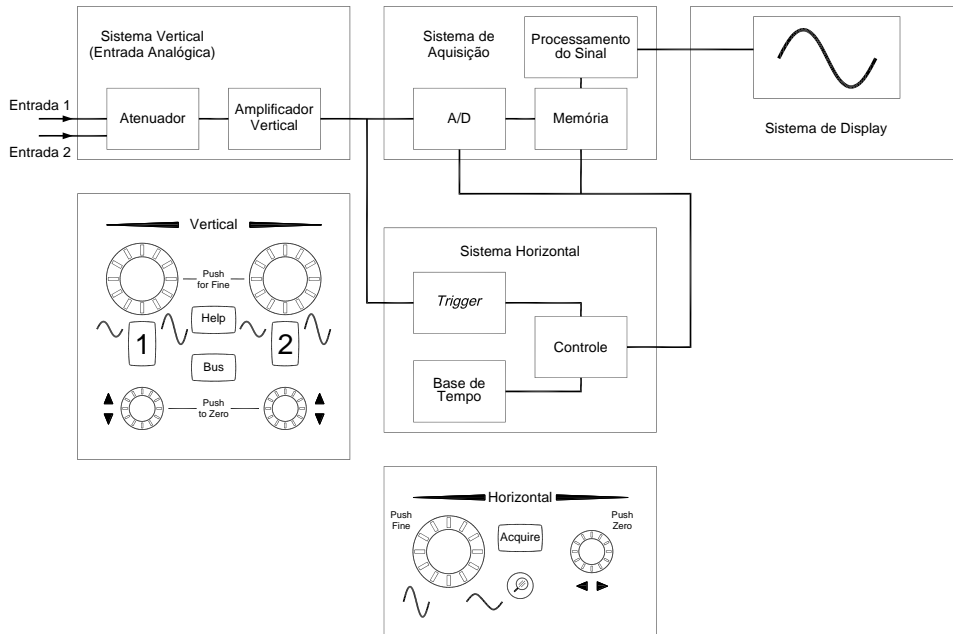 Sistema Vertical
(Entrada Analógica)
Entrada 1
Entrada 2
Atenuador
Amplificador
Vertical
Sistema de
Aquisição
Processamento
do Sinal
A/D
Memória
Sistema de Display
Vertical
Push
for Fine
Help
1
2
Bus
Push
to Zero
Sistema Horizontal
Trigger
Controle
Base de
Tempo
Horizontal
Push
Fine
Acquire
Push
Zero